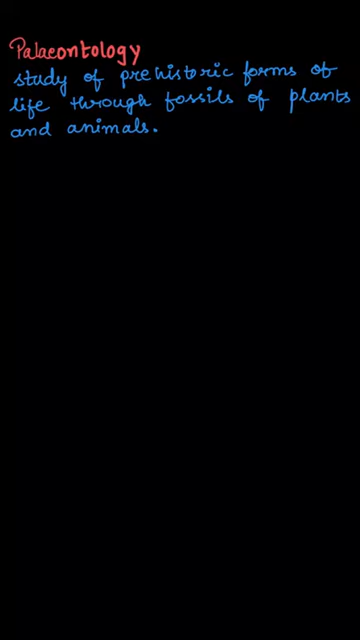 Palaeontology
study of prehistoric forms of
life through fossils of plants
and animals.